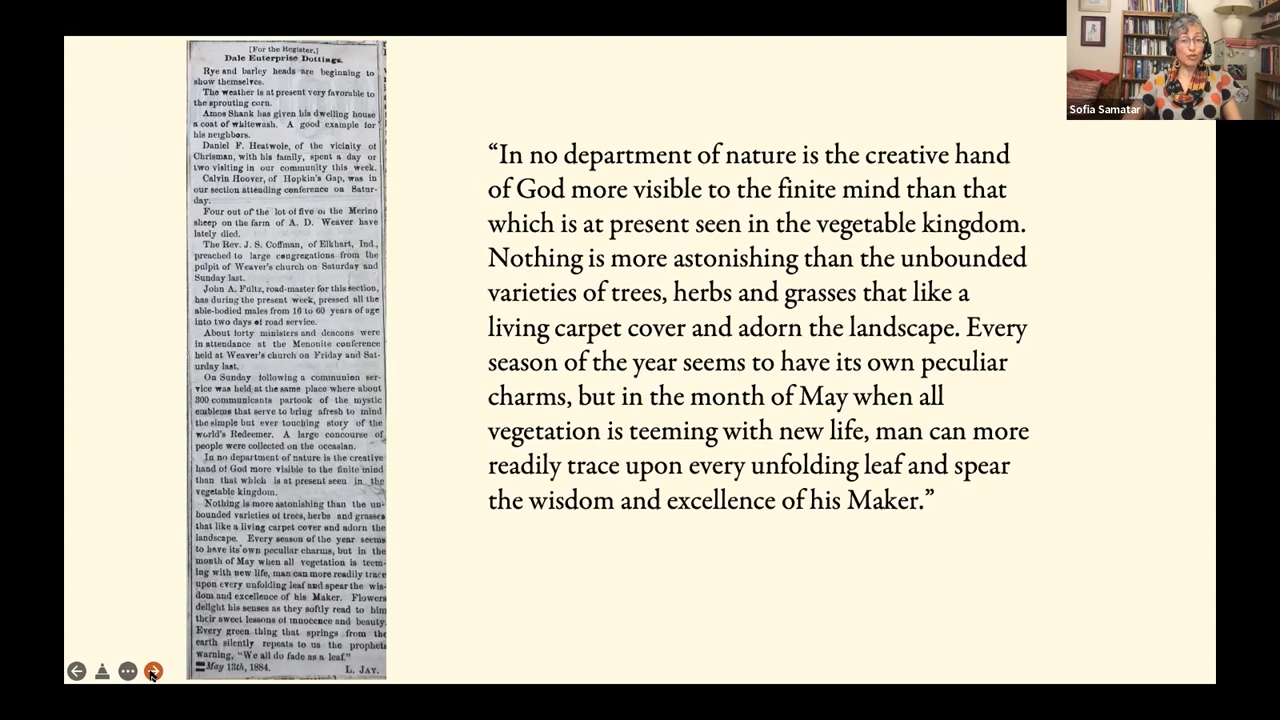 [For the Register,]
Dale Enterprise Dottings.
Rye and barley heads are beginning to
show themselves.
The weather is at present very favorable to
the sprouting corn.
Amos Shank has given his dwelling house
a coat of whitewash. A good example for
his neighbors.
Daniel F. Heatwole, of the vicinity of
Chrisman, with his family, spent a day or
two visiting in our community this week.
Calvin Hoover, of Hopkin's Gap, was in
our section attending conference on Satur-
day.
Four out of the lot of five of the Merino
sheep on the farm of A. D. Weaver have
lately died.
The Rev. J. S. Coffman, of Elkhart, Ind.,
preached to large congregations from the
pulpit of Weaver's church on Saturday and
Sunday last.
John A. Fultz, road-master for this section,
has during the present week, pressed all the
able-bodied males from 16 to 60 years of age
into two days of road service.
About forty ministers and deacons were
in attendance at the Menonite conference
held at Weaver's church on Friday and Sat-
urday last.
On Sunday following a communion ser-
vice was held at the same place where about
300 communicants partook of the mystic
emblems that serve to bring afresh to mind
the simple but ever touching story of the
world's Redeemer. A large concourse of
people were collected on the occasian.
In no department of nature is the creative
hand of God more visible to the finite mind
than that which is at present seen in the
vegetable kingdom.
Nothing is more astonishing than the un-
bounded varieties of trees, herbs and grasses
that like a living carpet cover and adorn the
landscape. Every season of the year seems
to have its own peculiar charms, but in the
month of May when all vegetation is teem-
ing with new life, man can more readily trace
upon every unfolding leaf and spear the wis-
dom and excellence of his Maker. Flowers
delight his senses as they softly read to him
their sweet lessons of innocence and beauty.
Every green thing that springs from the
earth silently repeats to us the prophets
warning, "We all do fade as a leaf."
May 13th, 1884. L. JAY.
“In no department of nature is the creative hand
of God more visible to the finite mind than that
which is at present seen in the vegetable kingdom.
Nothing is more astonishing than the unbounded
varieties of trees, herbs and grasses that like a
living carpet cover and adorn the landscape. Every
season of the year seems to have its own peculiar
charms, but in the month of May when all
vegetation is teeming with new life, man can more
readily trace upon every unfolding leaf and spear
the wisdom and excellence of his Maker.”
Sofia Samatar